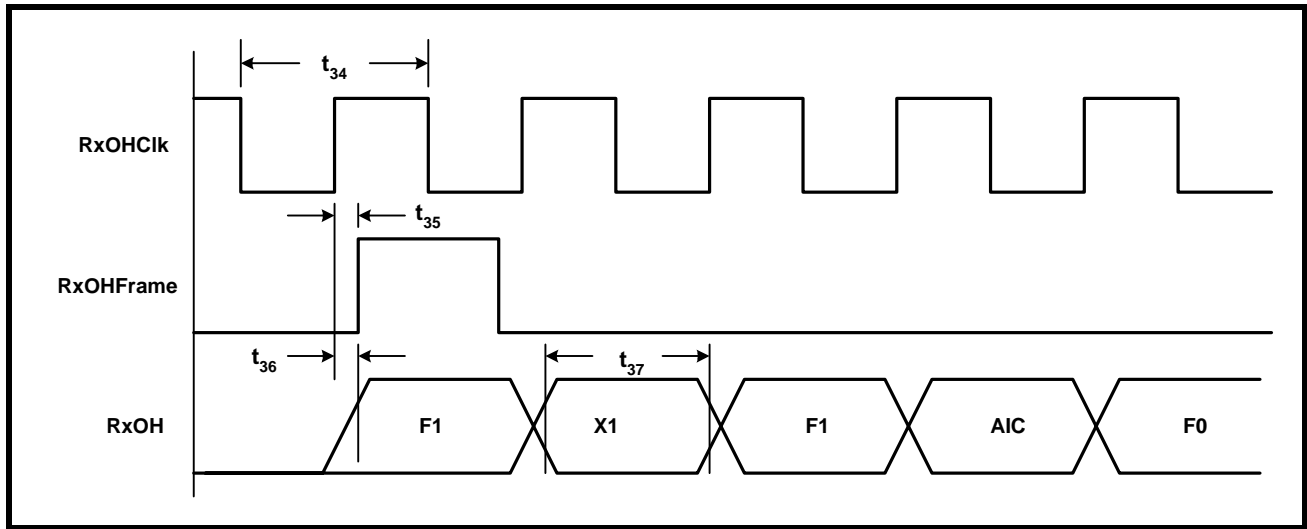 t34
RxOHClk
t35
RxOHFrame
t36
t37
RxOH
F1
X1
F1
AIC
F0